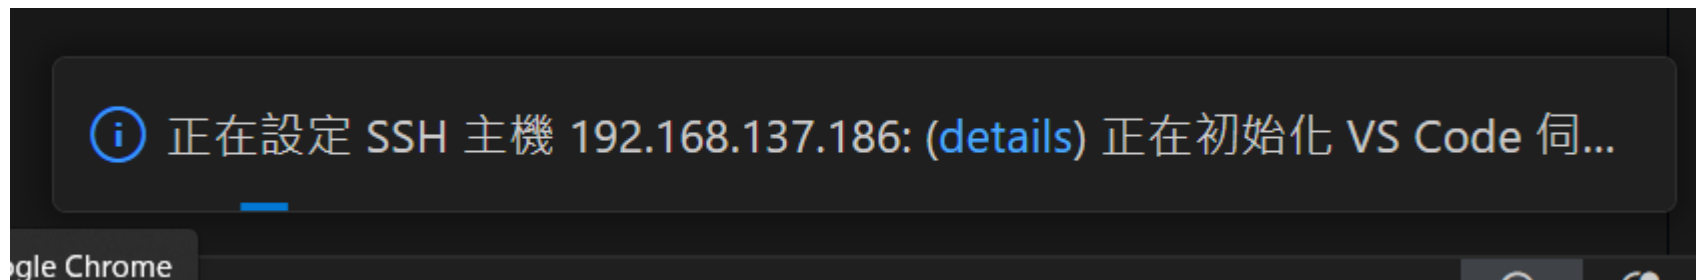 正在設定 SSH 主機 192.168.137.186: (details) 正在初始化 VS Code 伺...
ogle Chrome